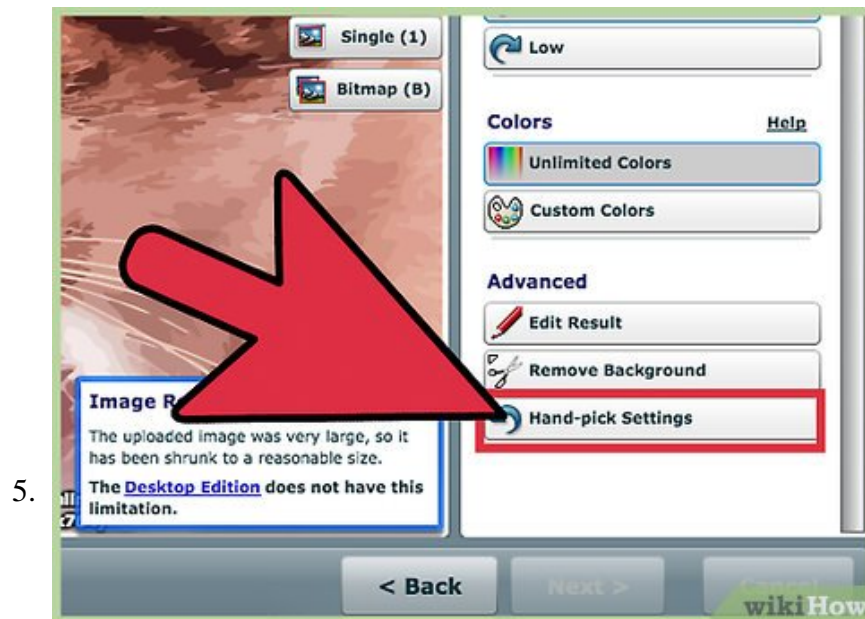 Single (1)
Bitmap (B)
Low
Colors
Help
Unlimited Colors
Custom Colors
Advanced
Edit Result
Remove Background
Hand-pick Settings
Image
The uploaded image was very large, so it
has been shrunk to a reasonable size.
The Desktop Edition does not have this
limitation.
5.
< Back
Next >
Cancel
wikiHow